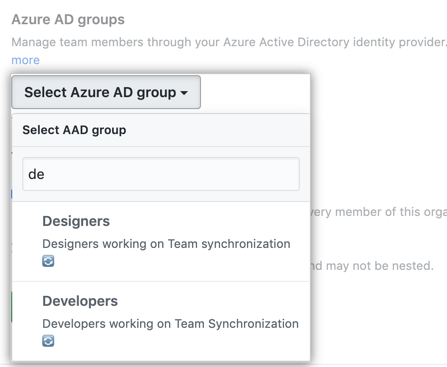 Azure AD groups
Manage team members through your Azure Active Directory identity provider.
more
Select Azure AD group
Select AAD group
de
Designers
Designers working on Team synchronization
very member of this orga
Developers
nd may not be nested.
Developers working on Team Synchronization